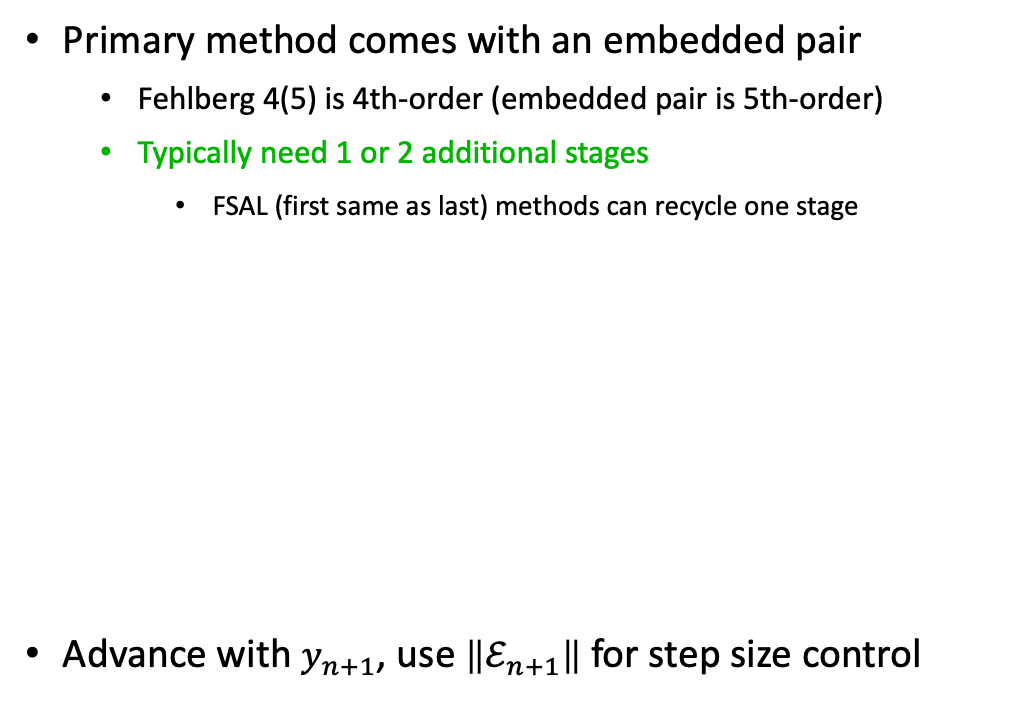 • Primary method comes with an embedded pair
• Fehlberg 4(5) is 4th-order (embedded pair is 5th-order)
• Typically need 1 or 2 additional stages
• FSAL (first same as last) methods can recycle one stage
• Advance with 𝑦ₙ₊₁, use ‖ℰₙ₊₁‖ for step size control